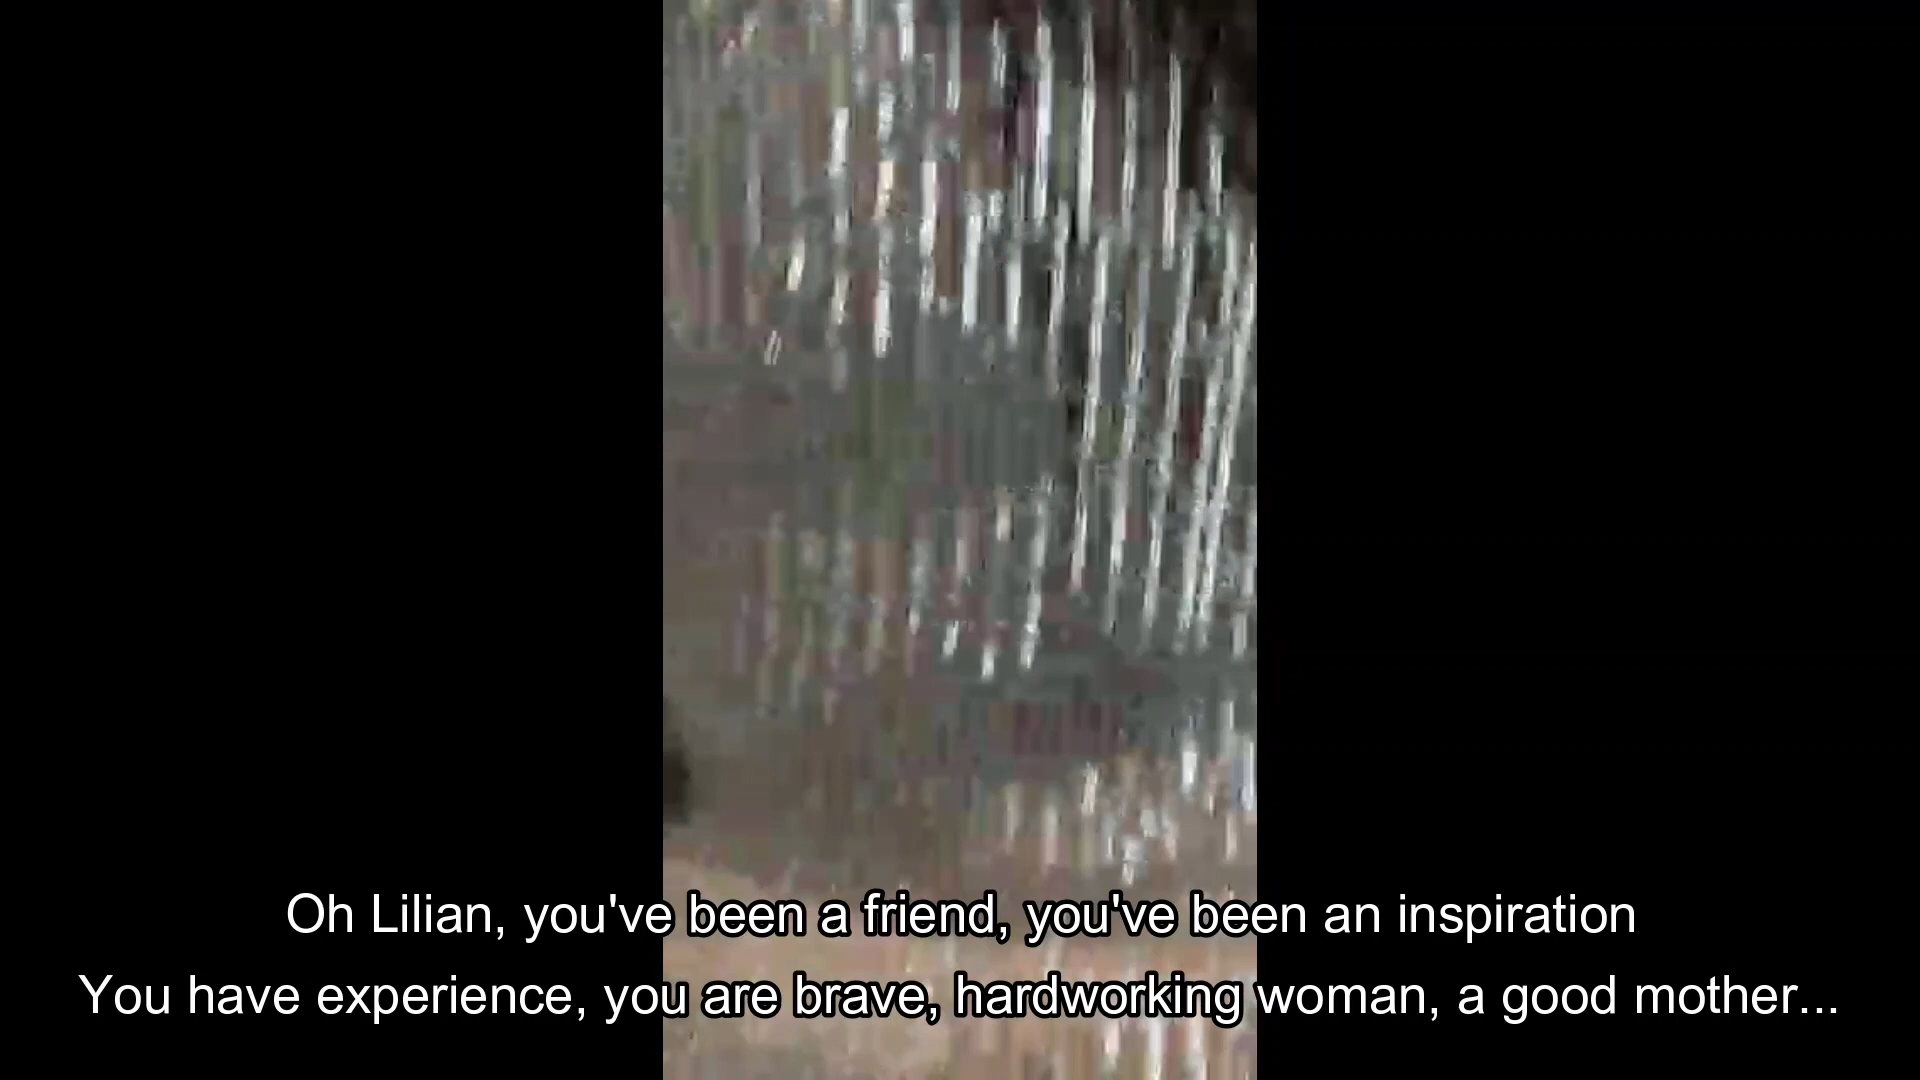 Oh Lilian, you've been a friend, you've been an inspiration
You have experience, you are brave, hardworking woman, a good mother...